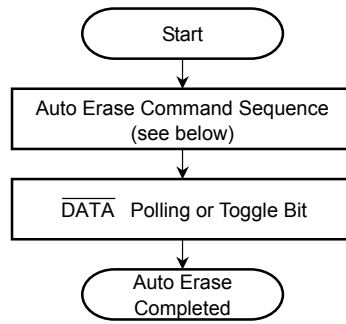 Start
Auto Erase Command Sequence
(see below)
DATA Polling or Toggle Bit
Auto Erase
Completed